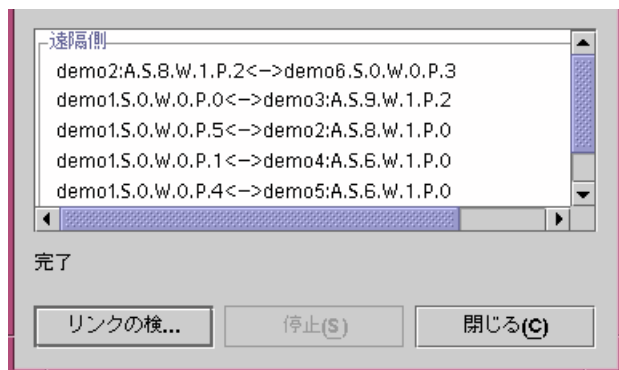 遠隔側
demo2:A.S.8.W.1.P.2<->demo6.S.0.W.0.P.3
demo1.S.0.W.0.P.0<->demo3:A.S.9.W.1.P.2
demo1.S.0.W.0.P.5<->demo2:A.S.8.W.1.P.0
demo1.S.0.W.0.P.1<->demo4:A.S.6.W.1.P.0
demo1.S.0.W.0.P.4<->demo5:A.S.6.W.1.P.0
完了
リンクの検... 停止(S) 閉じる(C)